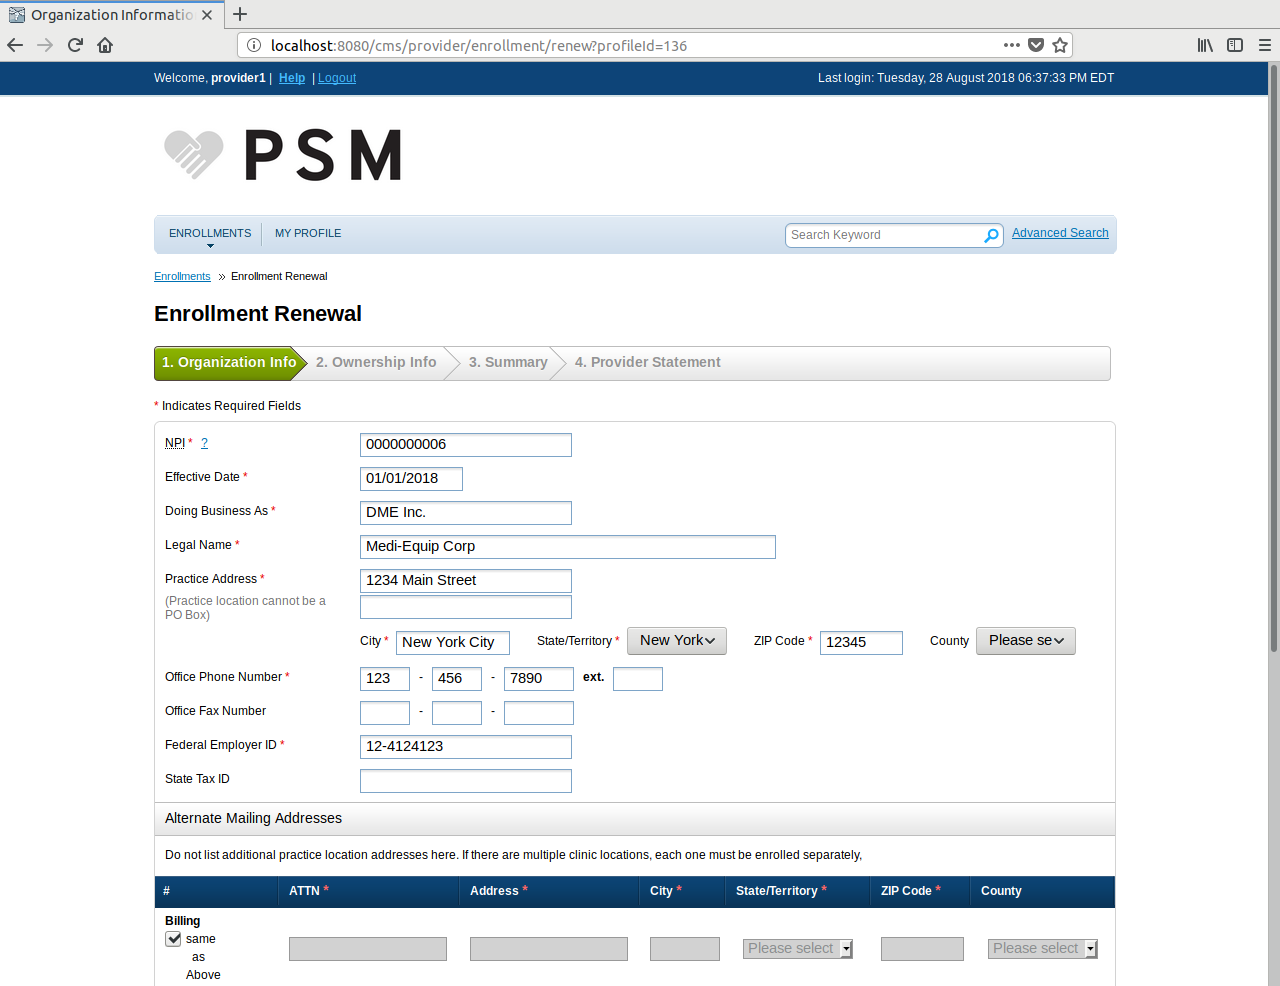 Organization Informatio
localhost:8080/cms/provider/enrollment/renew?profileId=136
Welcome, provider1 | Help | Logout
Last login: Tuesday, 28 August 2018 06:37:33 PM EDT
PSM
ENROLLMENTS MY PROFILE Search Keyword Advanced Search
Enrollments » Enrollment Renewal
Enrollment Renewal
1. Organization Info 2. Ownership Info 3. Summary 4. Provider Statement
* Indicates Required Fields
NPI * ? 0000000006
Effective Date * 01/01/2018
Doing Business As * DME Inc.
Legal Name * Medi-Equip Corp
Practice Address * 1234 Main Street
(Practice location cannot be a
PO Box)
City * New York City State/Territory * New York ZIP Code * 12345 County Please se
Office Phone Number * 123 - 456 - 7890 ext.
Office Fax Number - -
Federal Employer ID * 12-4124123
State Tax ID
Alternate Mailing Addresses
Do not list additional practice location addresses here. If there are multiple clinic locations, each one must be enrolled separately,
# ATTN * Address * City * State/Territory * ZIP Code * County
Billing
same
as
Above
Please select Please select